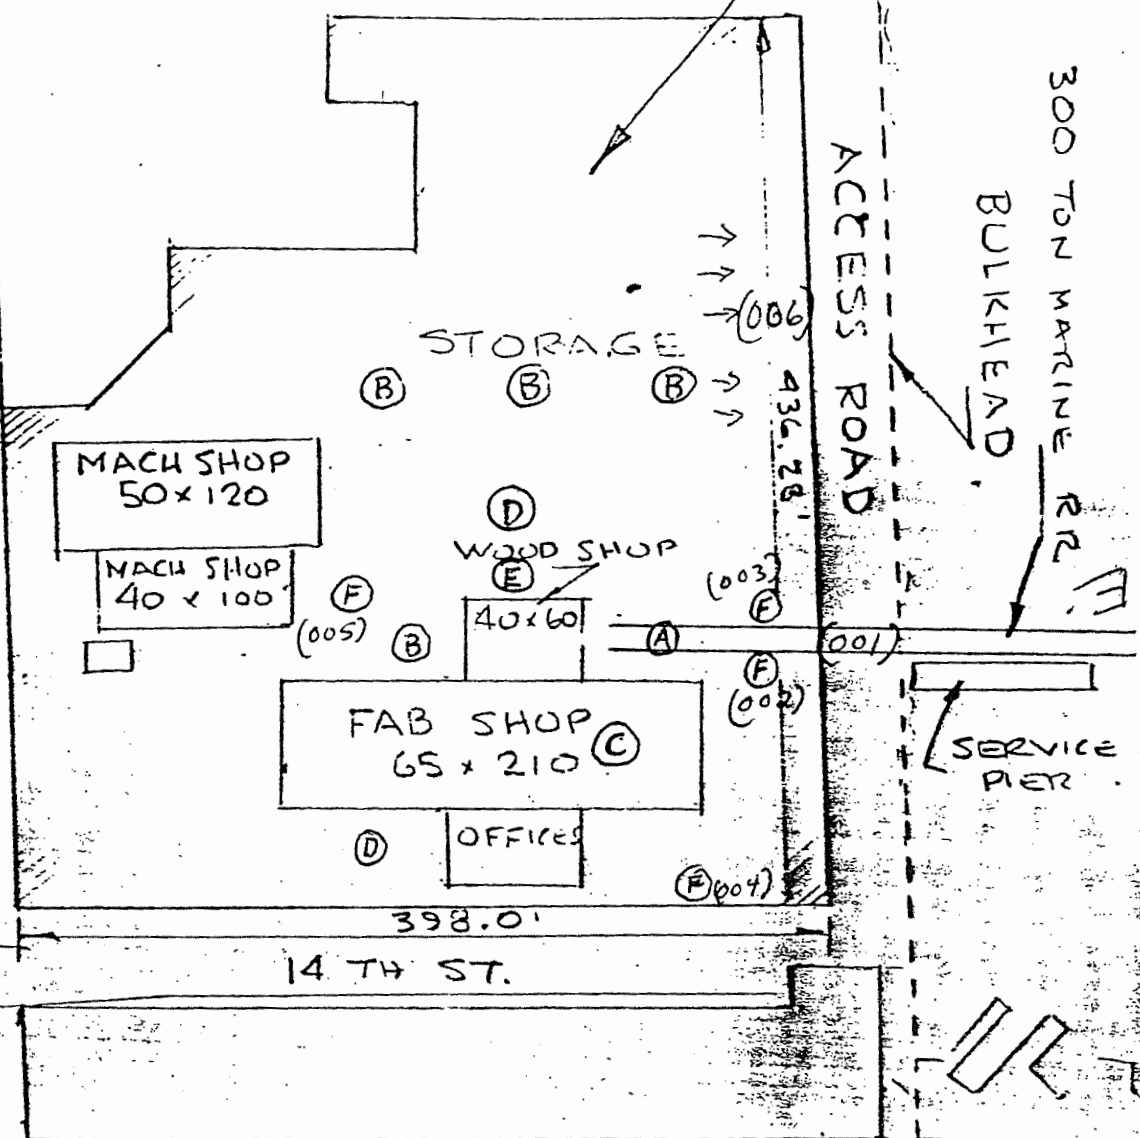 300 TON MARINE RR
BULKHEAD
ACCESS ROAD
(006)
STORAGE
B B B
436.28'
MACH SHOP
50 x 120
D
WOOD SHOP
E
MACH SHOP
40 x 100
F
(005)
B
40x60
(003)
F
A
(001)
F
(002)
FAB SHOP
65 x 210
C
SERVICE
PIER
D
OFFICES
F (004)
398.0'
14 TH ST.